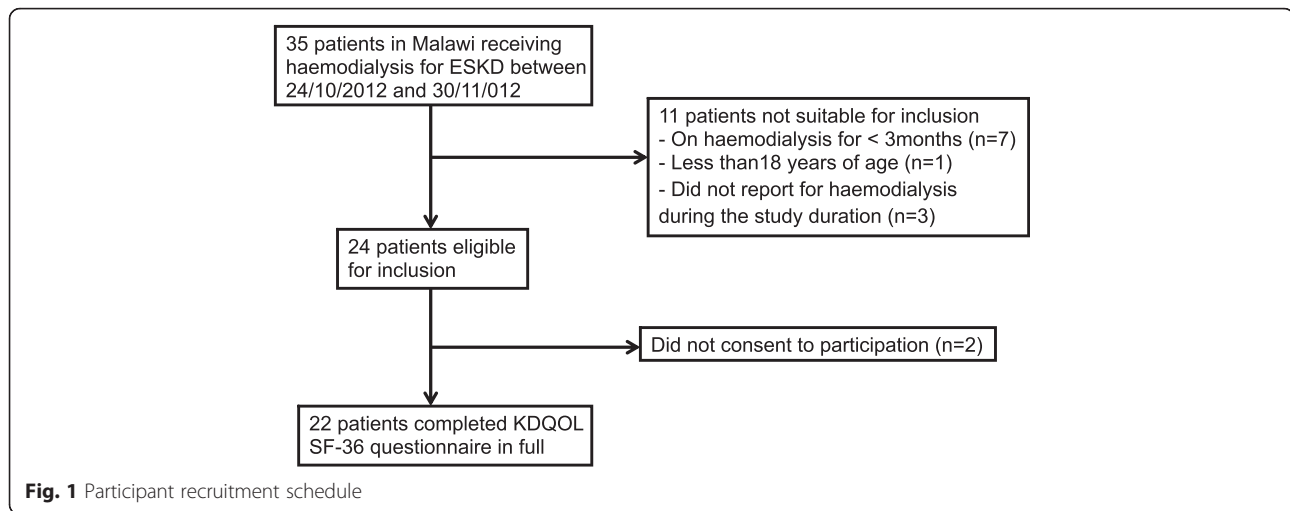 35 patients in Malawi receiving
haemodialysis for ESKD between
24/10/2012 and 30/11/012
11 patients not suitable for inclusion
- On haemodialysis for < 3months (n=7)
- Less than18 years of age (n=1)
- Did not report for haemodialysis
during the study duration (n=3)
24 patients eligible
for inclusion
Did not consent to participation (n=2)
22 patients completed KDQOL
SF-36 questionnaire in full
Fig. 1 Participant recruitment schedule